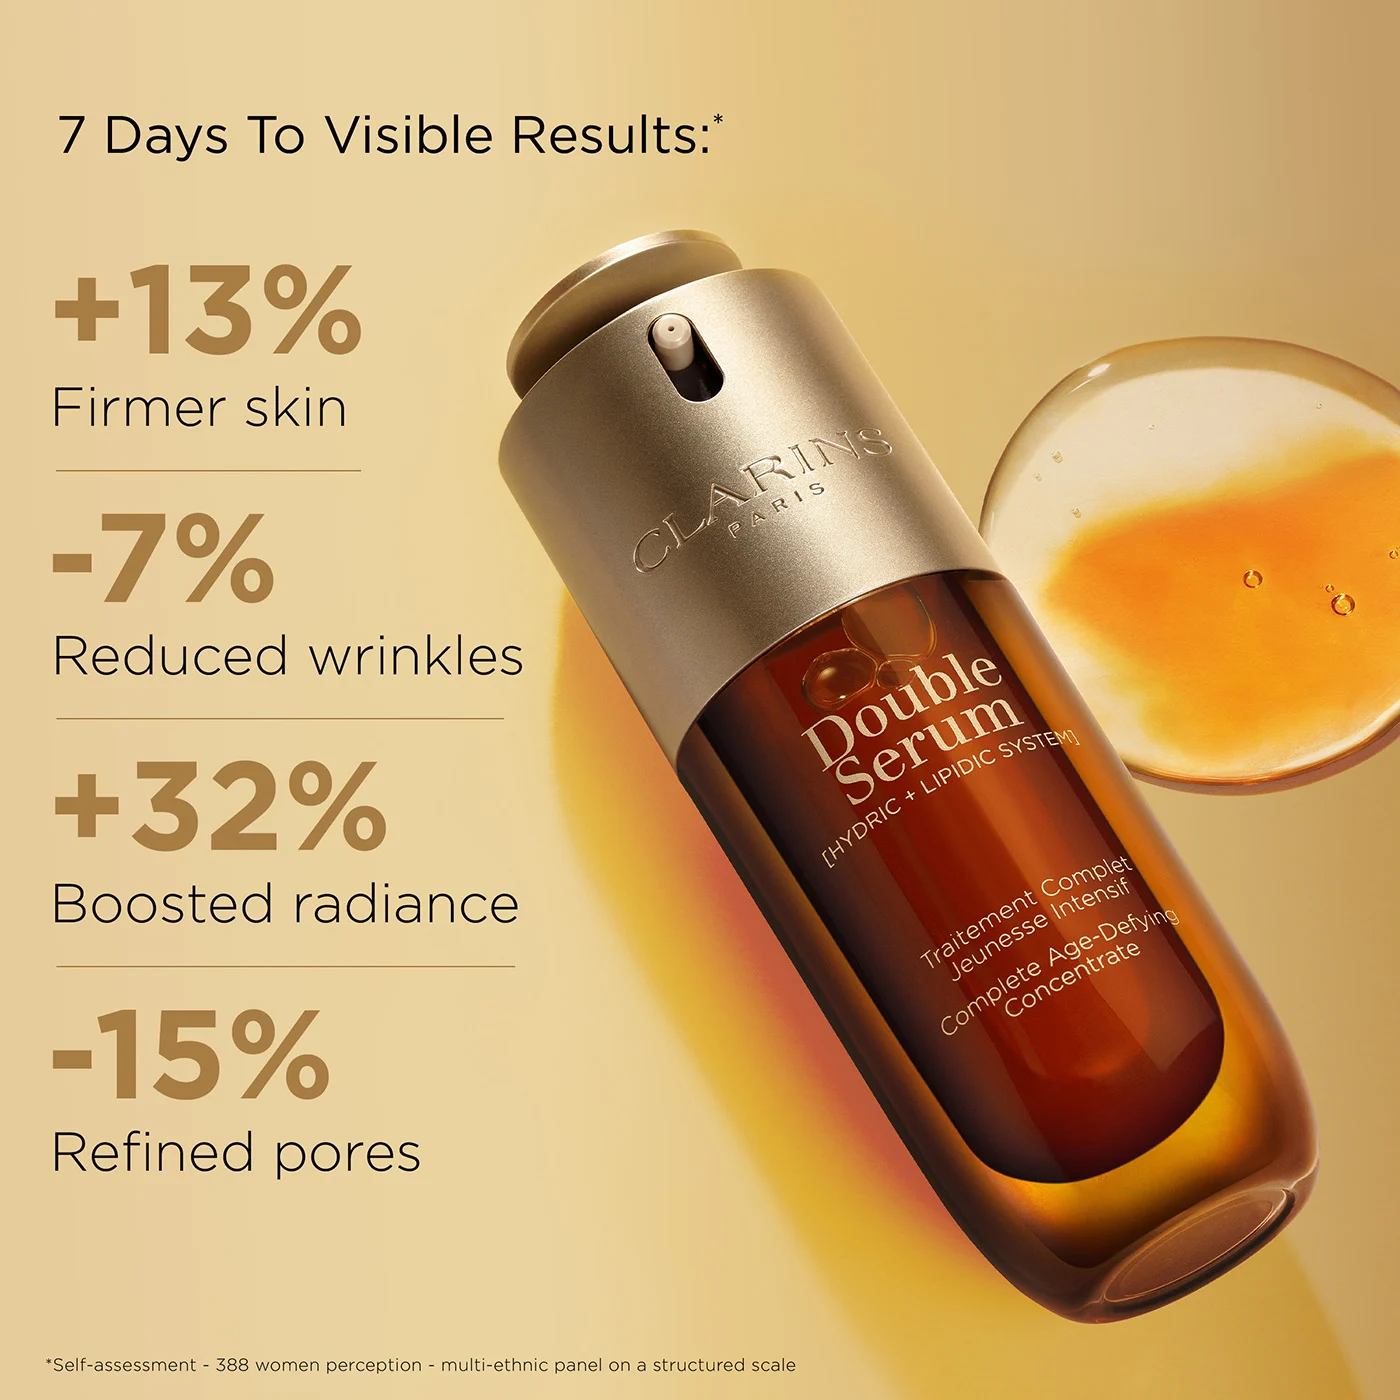 7 Days To Visible Results:*
+13%
Firmer skin
-7%
Reduced wrinkles
+32%
Boosted radiance
-15%
Refined pores
CLARINS
PARIS
Double
Serum
[HYDRIC + LIPIDIC SYSTEM]
Traitement Complet
Jeunesse Intensif
Complete Age-Defying
Concentrate
*Self-assessment - 388 women perception - multi-ethnic panel on a structured scale